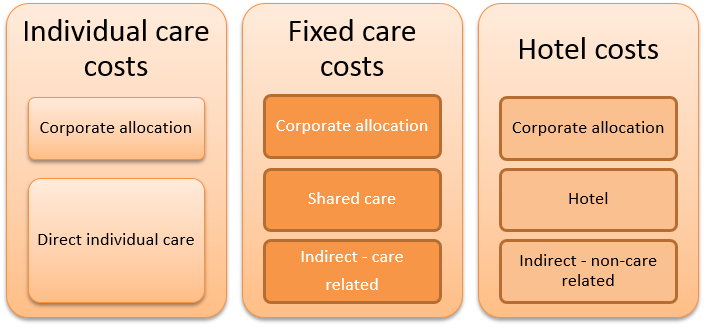 Individual care
costs
Corporate allocation
Direct individual care
Fixed care
costs
Corporate allocation
Shared care
Indirect - care
related
Hotel costs
Corporate allocation
Hotel
Indirect - non-care
related